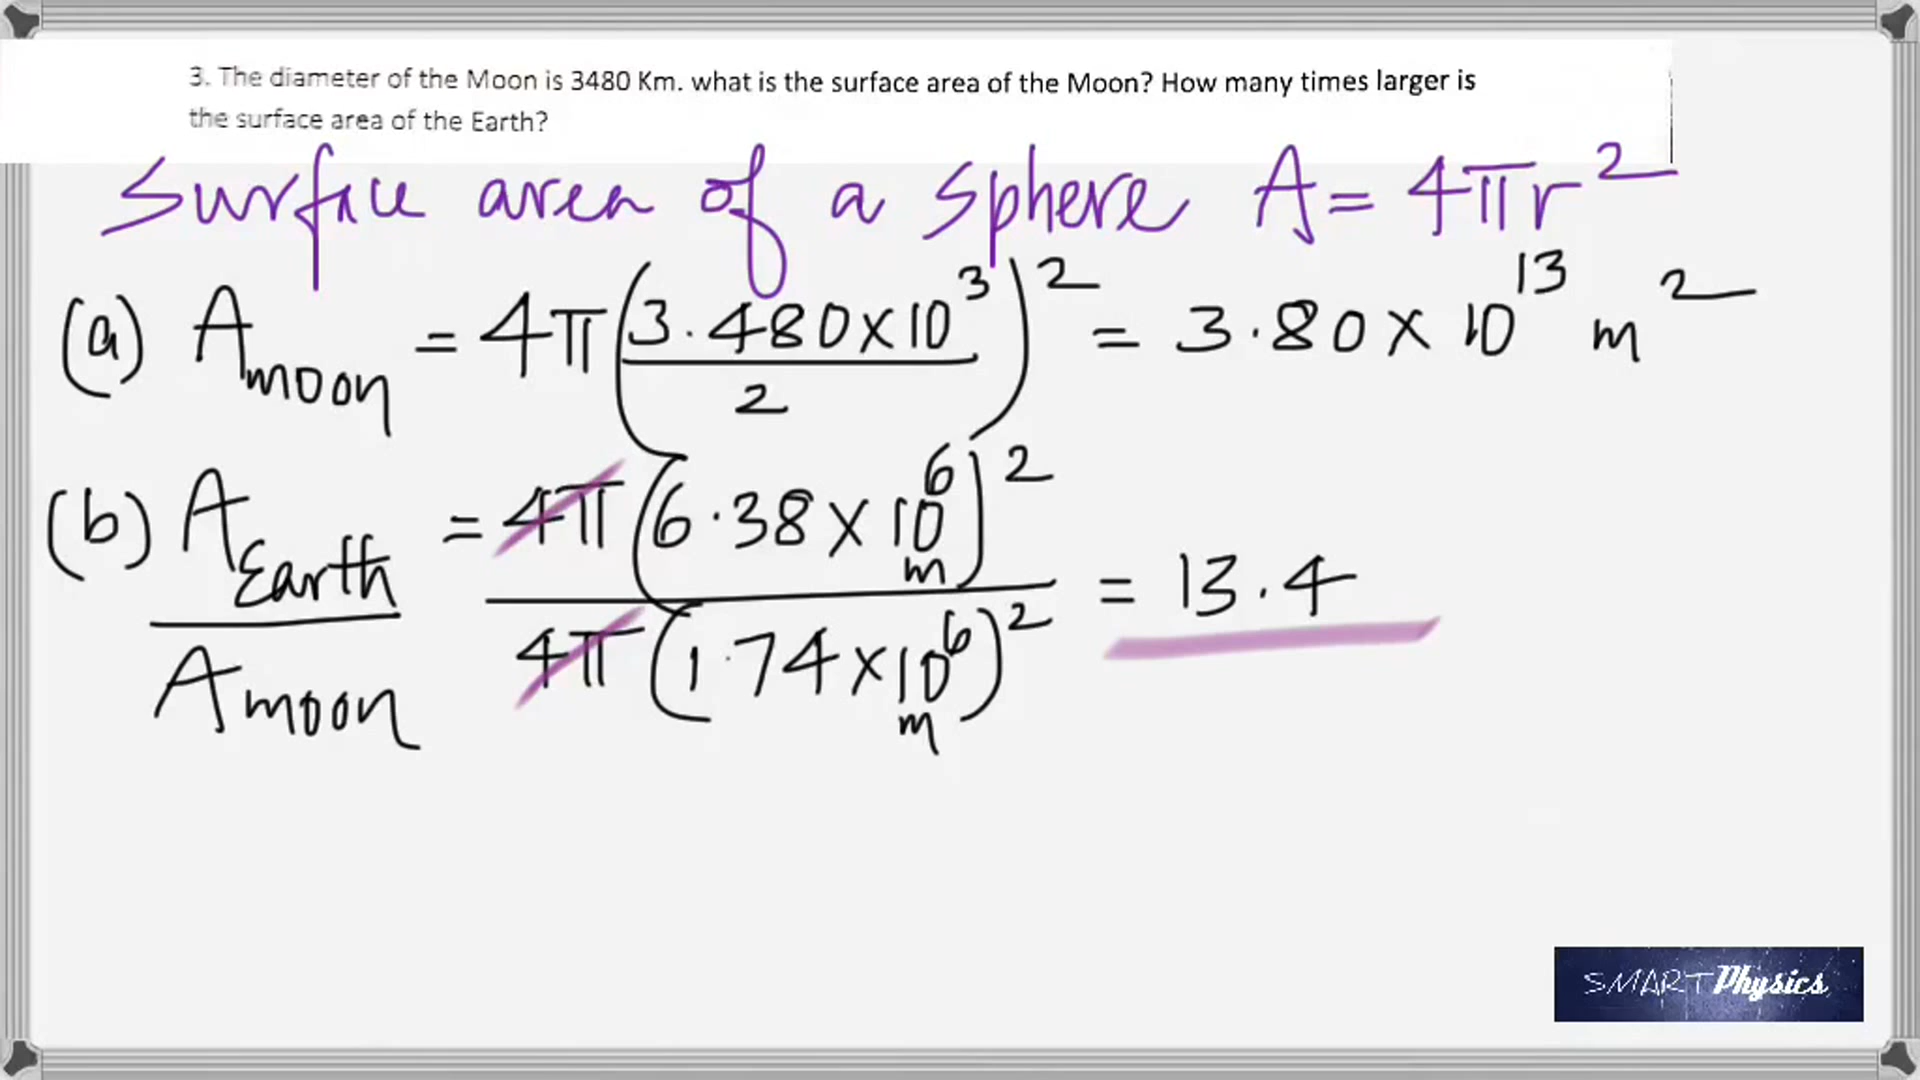 3. The diameter of the Moon is 3480 Km. what is the surface area of the Moon? How many times larger is
the surface area of the Earth?
Surface area of a sphere A = 4πr²
(a) A_moon = 4π(3.480×10³/2)² = 3.80×10¹³ m²
(b) A_Earth/A_moon = 4π(6.38×10⁶ m)²/4π(1.74×10⁶ m)² = 13.4
SMART Physics